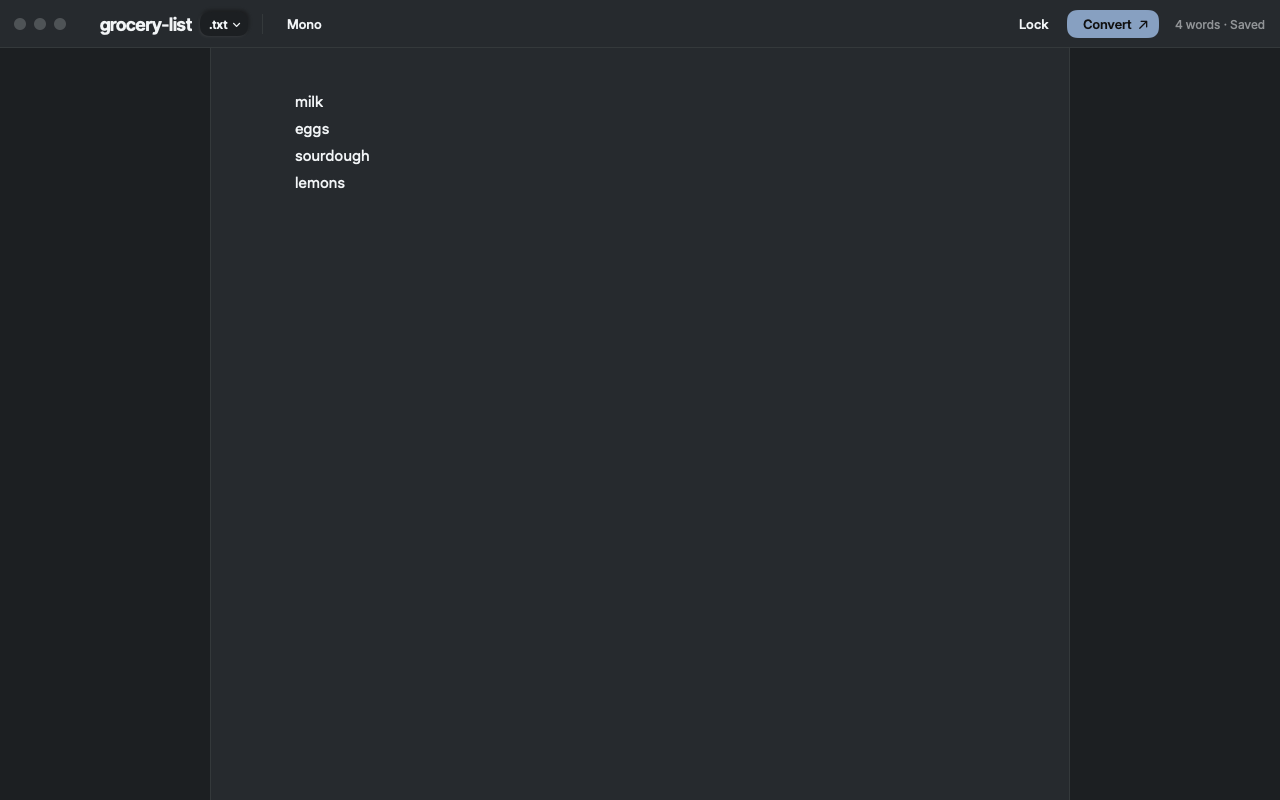 grocery-list .txt Mono Lock Convert 4 words · Saved
milk
eggs
sourdough
lemons